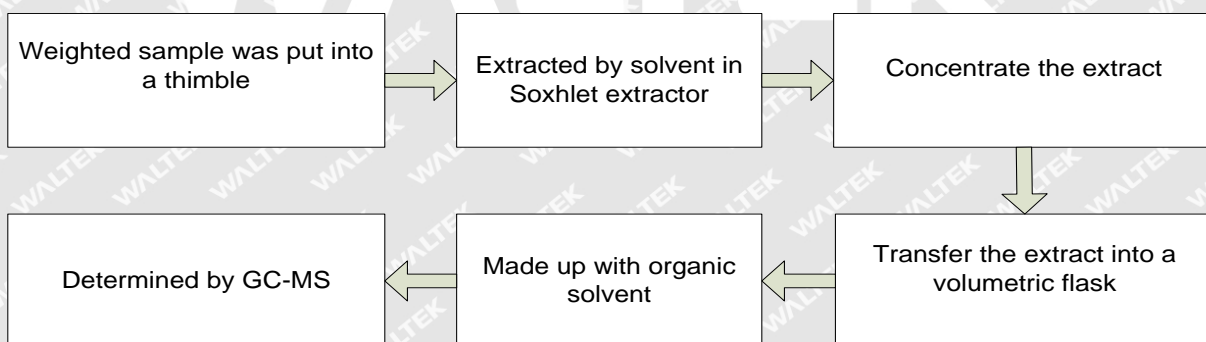 Weighted sample was put into
a thimble
Extracted by solvent in
Soxhlet extractor
Concentrate the extract
Transfer the extract into a
volumetric flask
Made up with organic
solvent
Determined by GC-MS
WALTEK